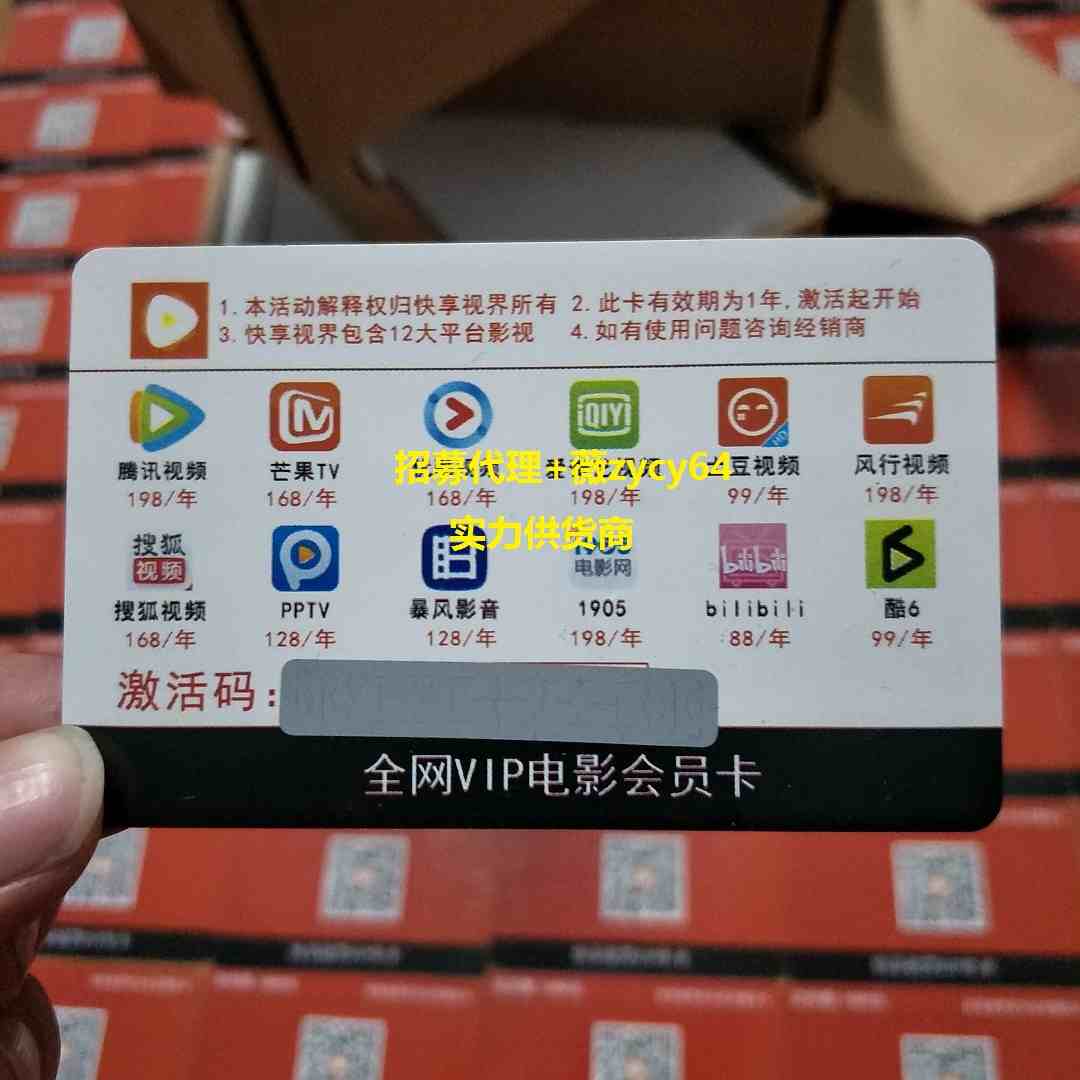 1. 本活动解释权归快享视界所有 2. 此卡有效期为1年, 激活起开始
3. 快享视界包含12大平台影视 4. 如有使用问题咨询经销商
iQIYI
腾讯视频 芒果TV 豆视频 风行视频
198/年 168/年 168/年 198/年 99/年 198/年
招募代理+薇zycy64
实力供货商
搜狐
视频
电影网
bilibili
搜狐视频 PPTV 暴风影音 1905 bilibili 酷6
168/年 128/年 128/年 198/年 88/年 99/年
激活码:
全网VIP电影会员卡